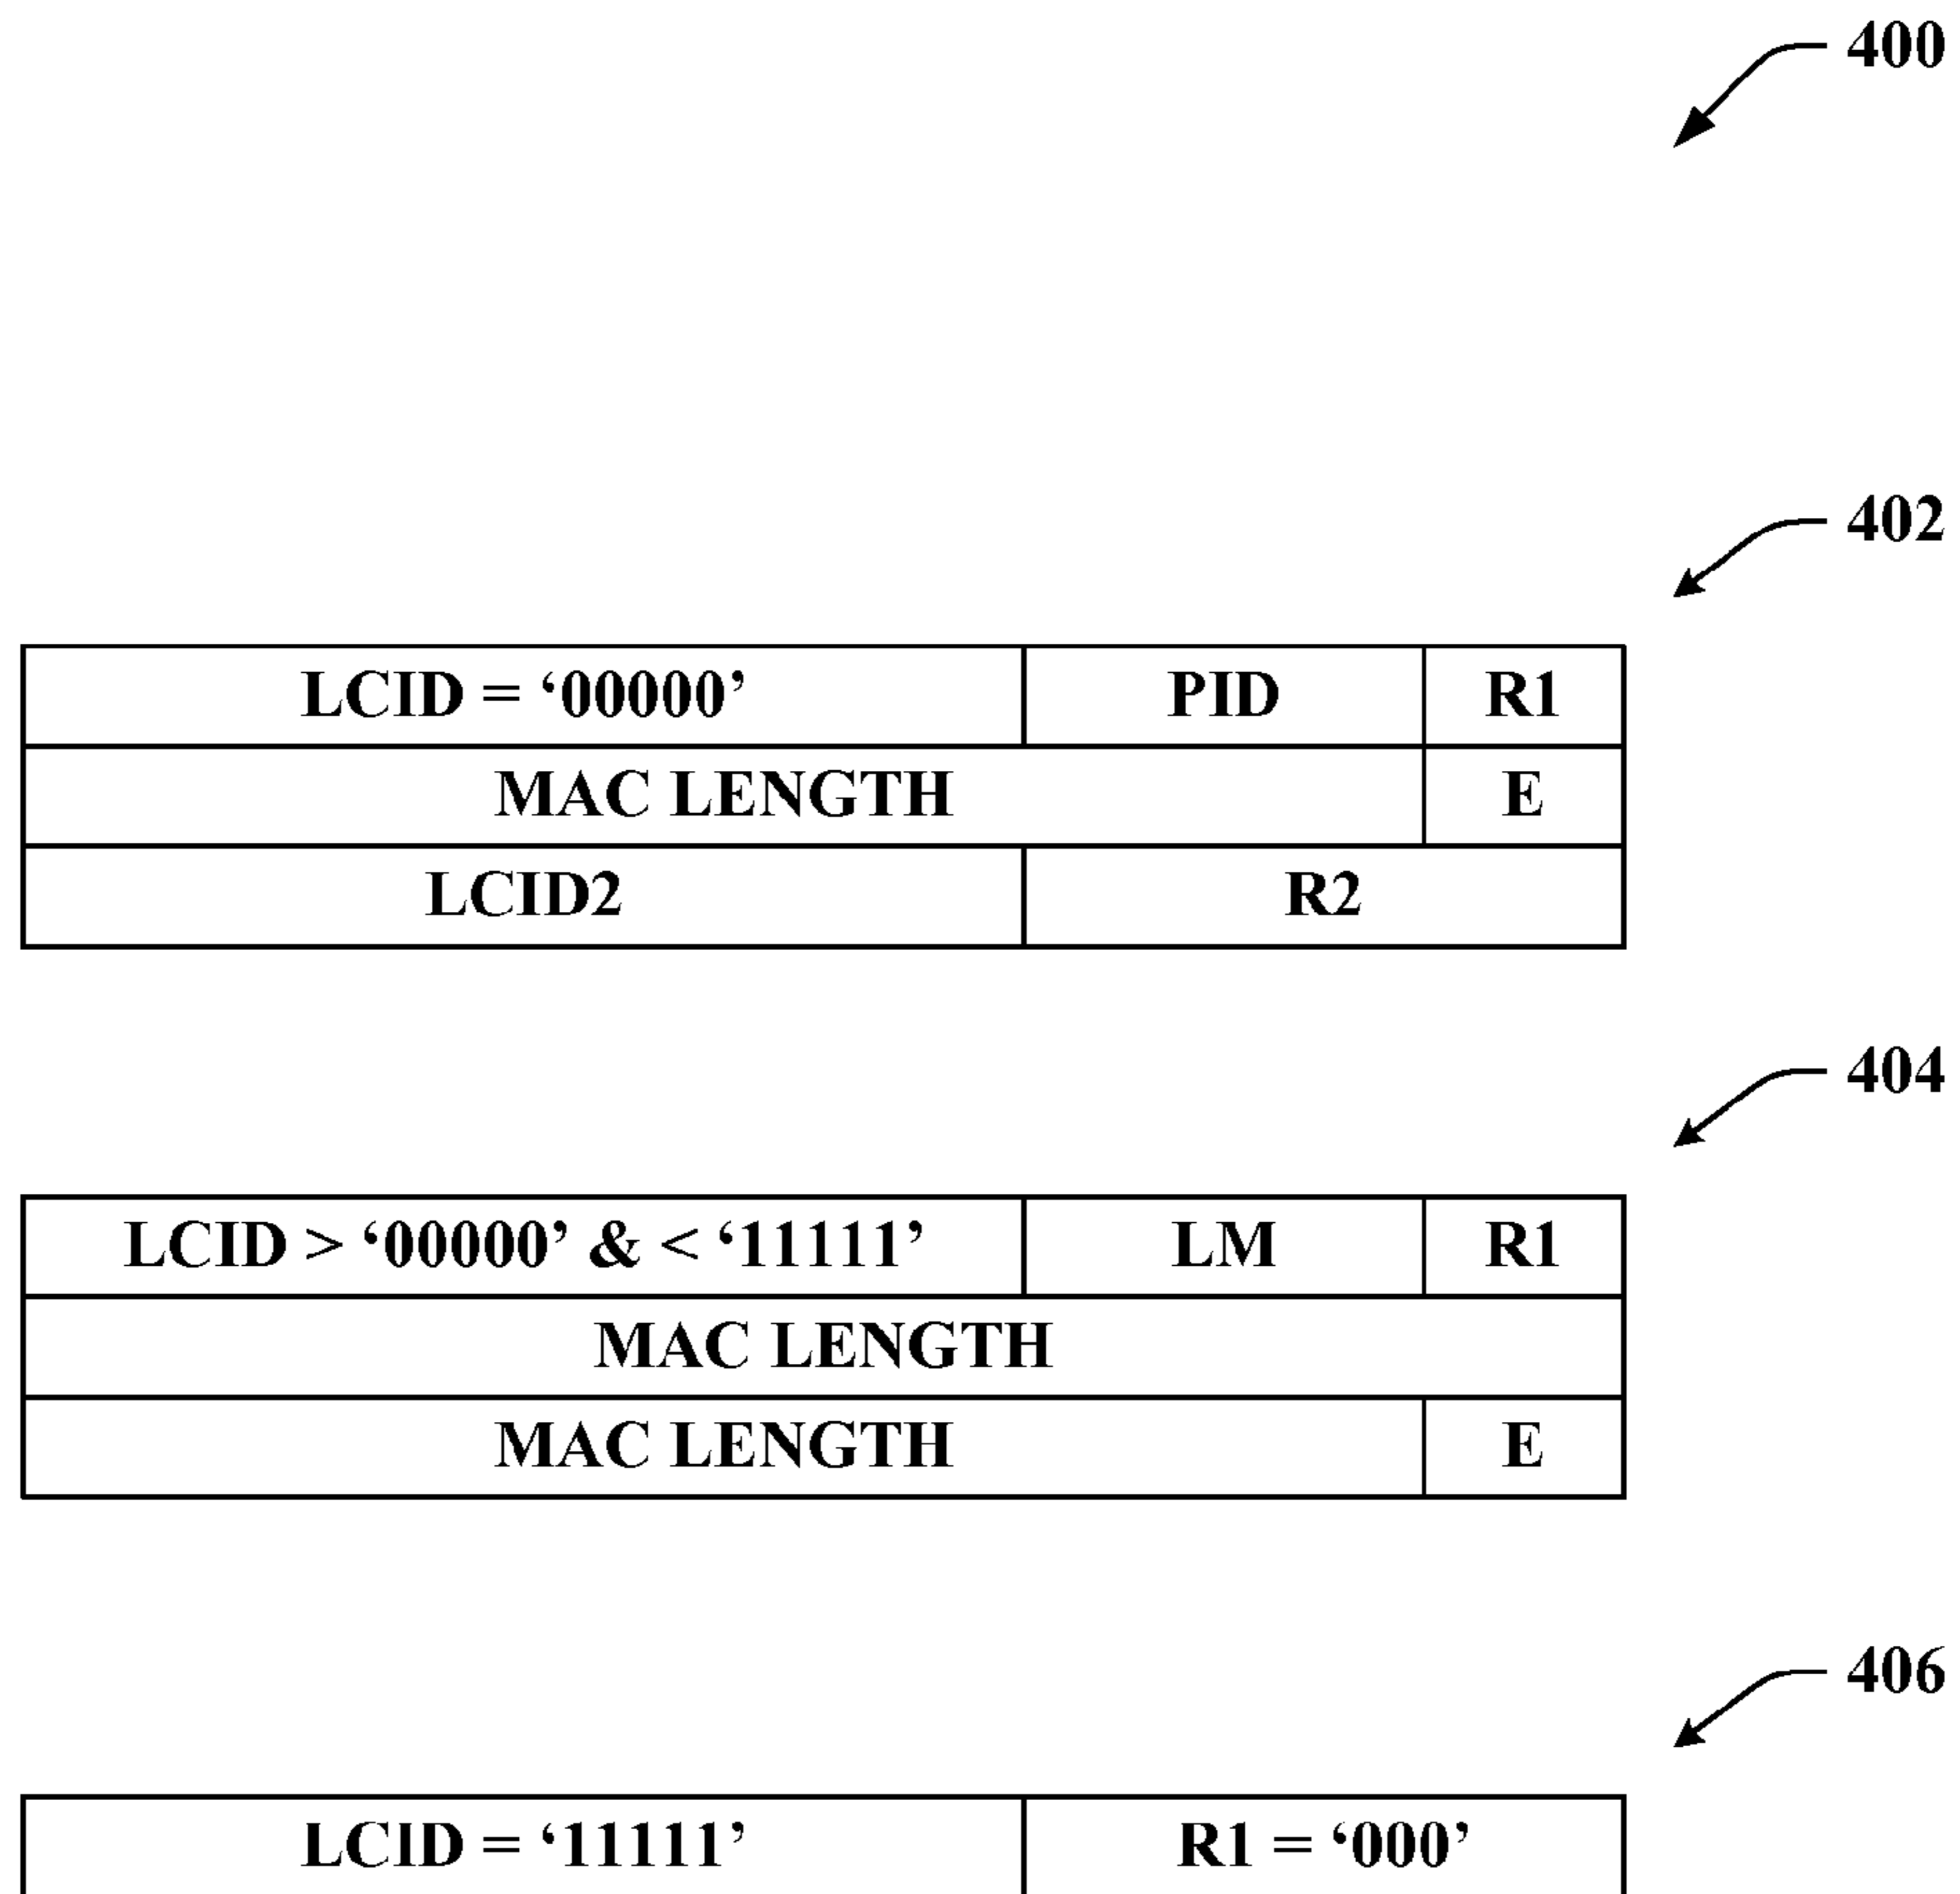 400
402
LCID = ‘00000’ PID R1
MAC LENGTH E
LCID2 R2
404
LCID > ‘00000’ & < ‘11111’ LM R1
MAC LENGTH
MAC LENGTH E
406
LCID = ‘11111’ R1 = ‘000’